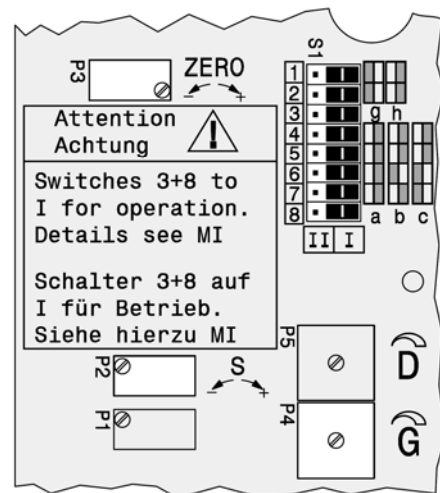 P3
ZERO
- +
S1
1
2
3
4
5
6
7
8
g h
a b c
II I
Attention
Achtung
!
Switches 3+8 to
I for operation.
Details see MI
Schalter 3+8 auf
I für Betrieb.
Siehe hierzu MI
P2
S
- +
P1
P5
D
P4
G